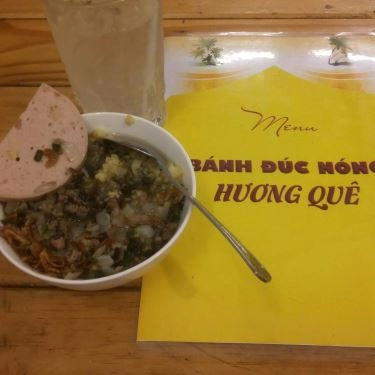 Menu
BÁNH ĐÚC NÓNG
HƯƠNG QUÊ